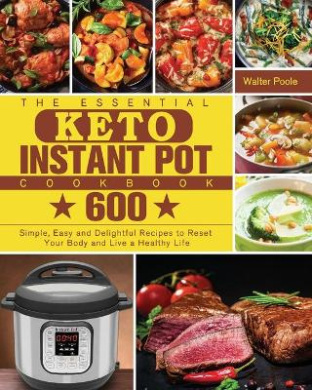 Walter Poole
THE ESSENTIAL
KETO
INSTANT POT
COOKBOOK
★ 600 ★
Simple, Easy and Delightful Recipes to Reset
Your Body and Live a Healthy Life